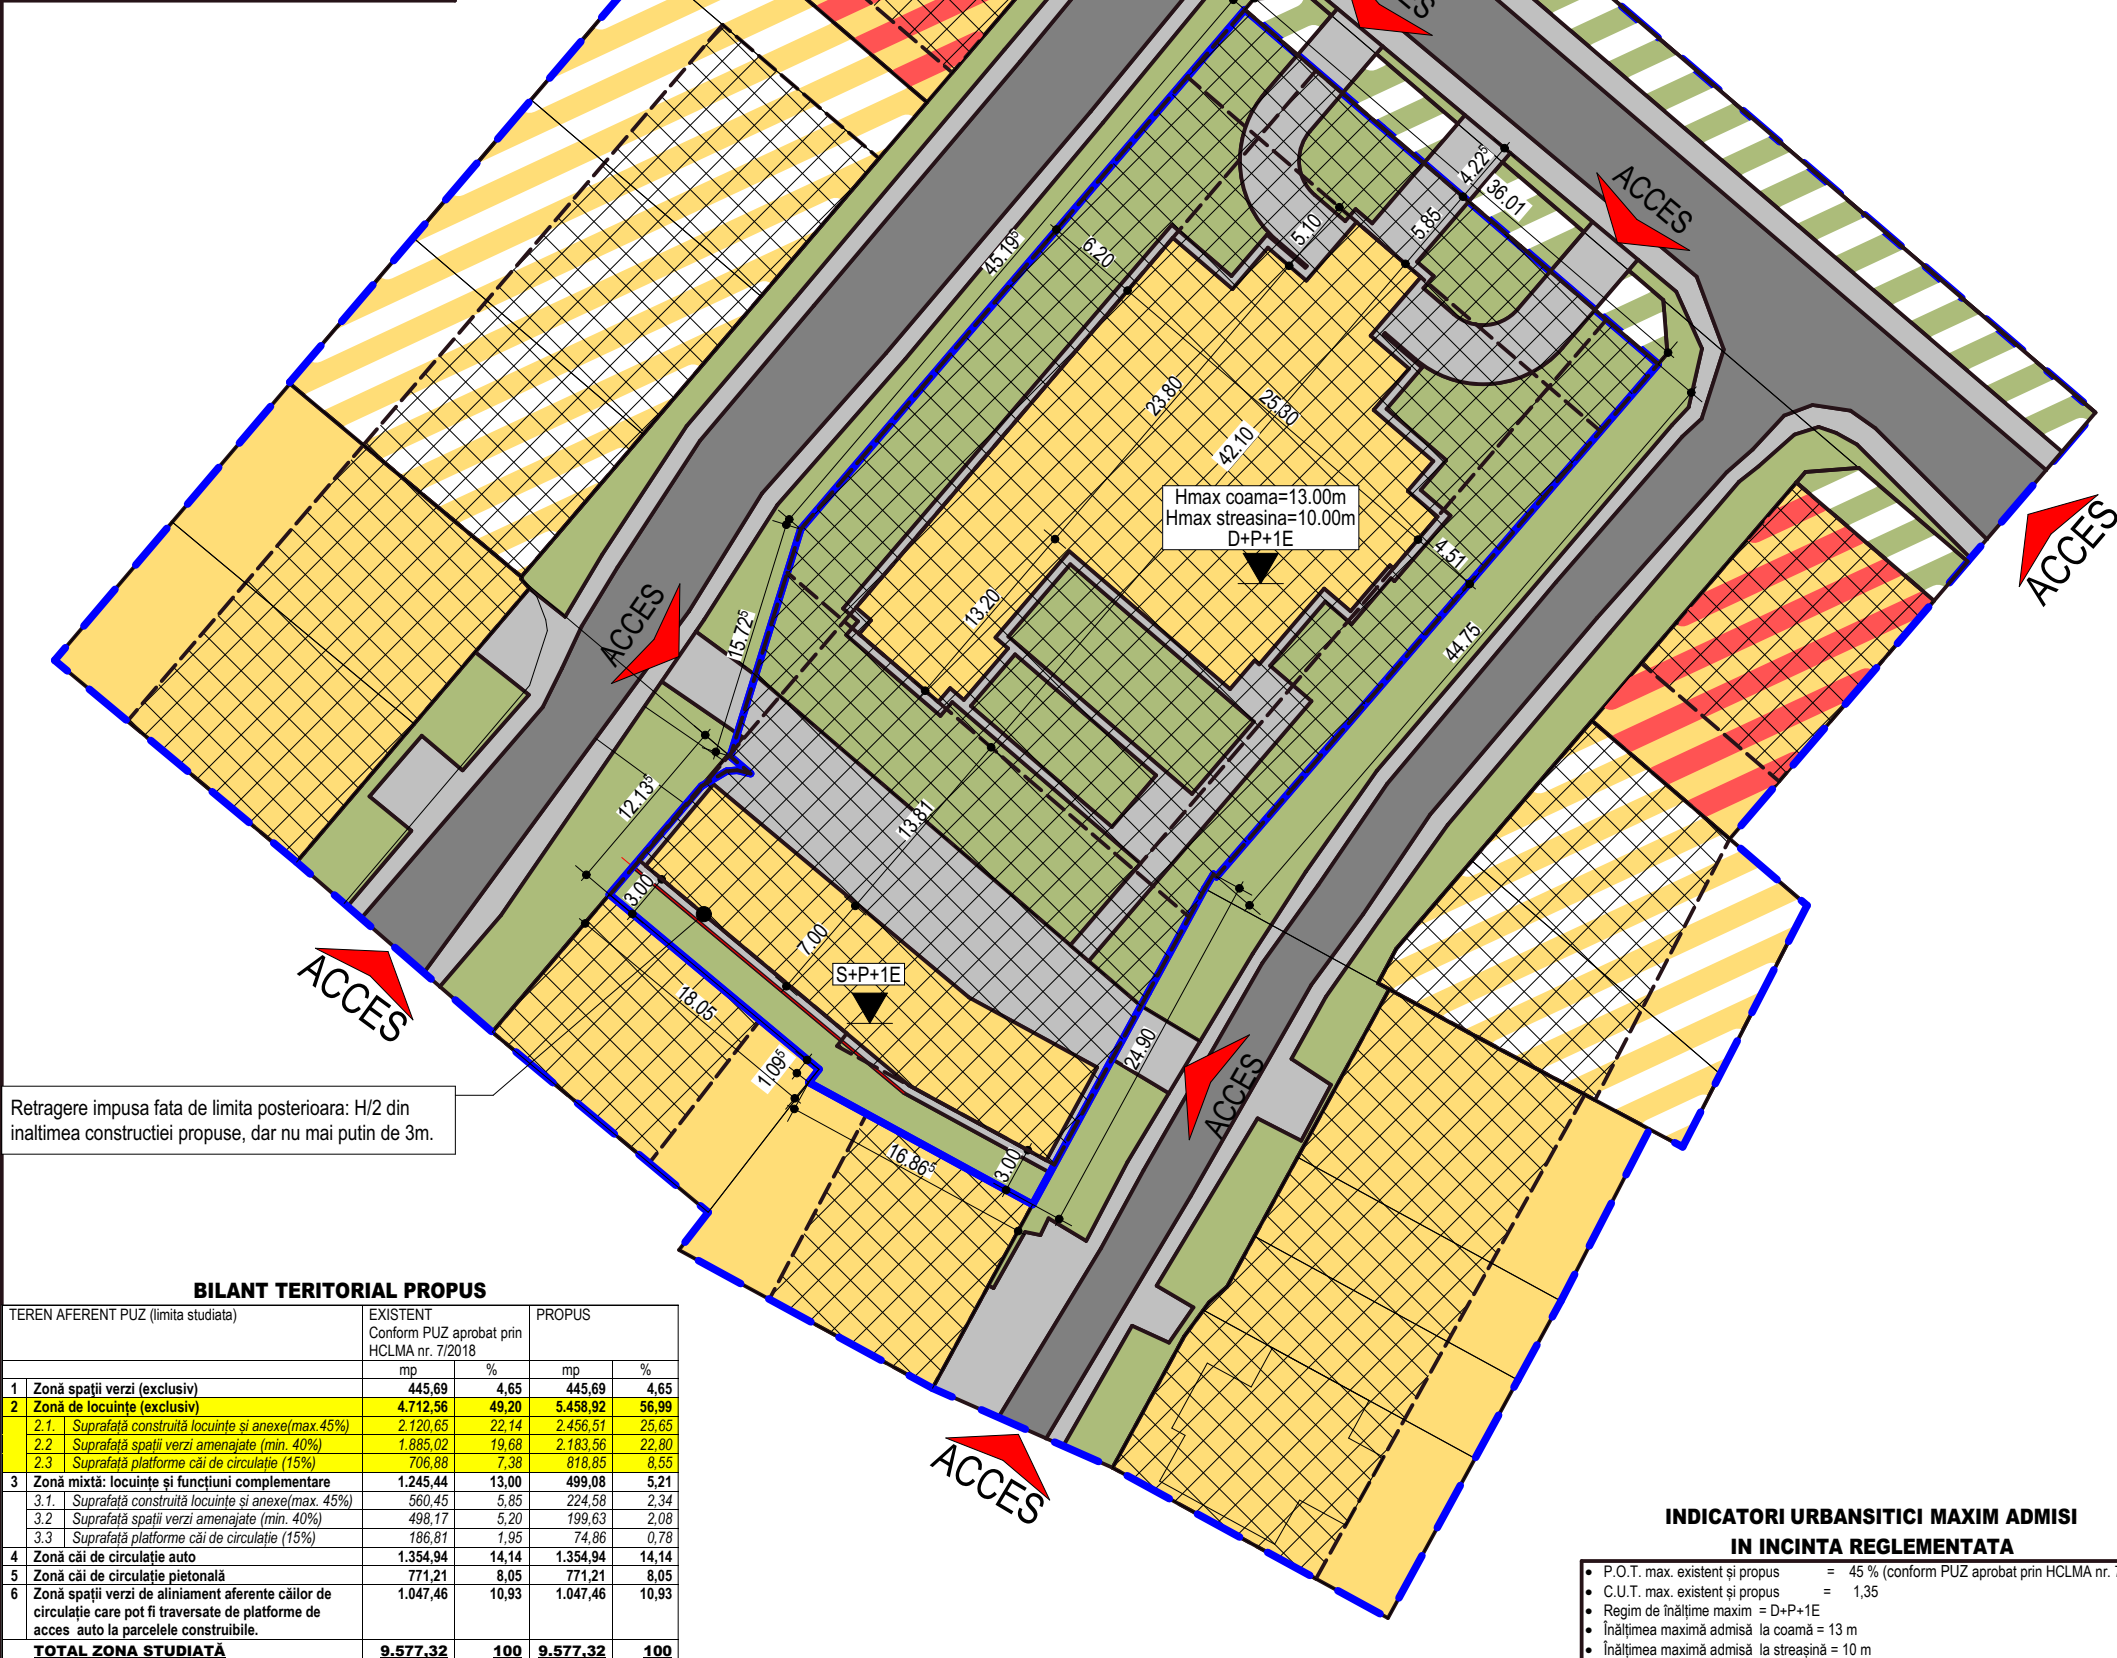 ACCES
4.22⁵
36.01
ACCES
5.10
5.85
45.19⁵
6.20
23.80
25.30
42.10
Hmax coama=13.00m
Hmax streasina=10.00m
D+P+1E
4.51
ACCES
13.20
15.72⁵
ACCES
44.75
12.13⁵
13.81
3.00
7.00
S+P+1E
ACCES
18.05
24.90
1.09⁵
ACCES
16.86⁵
3.00
Retragere impusa fata de limita posterioara: H/2 din
inaltimea constructiei propuse, dar nu mai putin de 3m.
ACCES
BILANT TERITORIAL PROPUS
TEREN AFERENT PUZ (limita studiata) EXISTENT PROPUS
Conform PUZ aprobat prin
HCLMA nr. 7/2018
mp % mp %
1 Zonă spații verzi (exclusiv) 445,69 4,65 445,69 4,65
2 Zonă de locuințe (exclusiv) 4.712,56 49,20 5.458,92 56,99
2.1. Suprafață construită locuințe și anexe(max.45%) 2.120,65 22,14 2.456,51 25,65
2.2 Suprafață spații verzi amenajate (min. 40%) 1.885,02 19,68 2.183,56 22,80
2.3 Suprafață platforme căi de circulație (15%) 706,88 7,38 818,85 8,55
3 Zonă mixtă: locuințe și funcțiuni complementare 1.245,44 13,00 499,08 5,21
3.1. Suprafață construită locuințe și anexe(max. 45%) 560,45 5,85 224,58 2,34
3.2 Suprafață spații verzi amenajate (min. 40%) 498,17 5,20 199,63 2,08
3.3 Suprafață platforme căi de circulație (15%) 186,81 1,95 74,86 0,78
4 Zonă căi de circulație auto 1.354,94 14,14 1.354,94 14,14
5 Zonă căi de circulație pietonală 771,21 8,05 771,21 8,05
6 Zonă spații verzi de aliniament aferente căilor de 1.047,46 10,93 1.047,46 10,93
circulație care pot fi traversate de platforme de
acces auto la parcelele construibile.
TOTAL ZONA STUDIATĂ 9.577,32 100 9.577,32 100
INDICATORI URBANSITICI MAXIM ADMISI
IN INCINTA REGLEMENTATA
• P.O.T. max. existent și propus = 45 % (conform PUZ aprobat prin HCLMA nr.
• C.U.T. max. existent și propus = 1,35
• Regim de înălțime maxim = D+P+1E
• Înălțimea maximă admisă la coamă = 13 m
• Înălțimea maximă admisă la streașină = 10 m